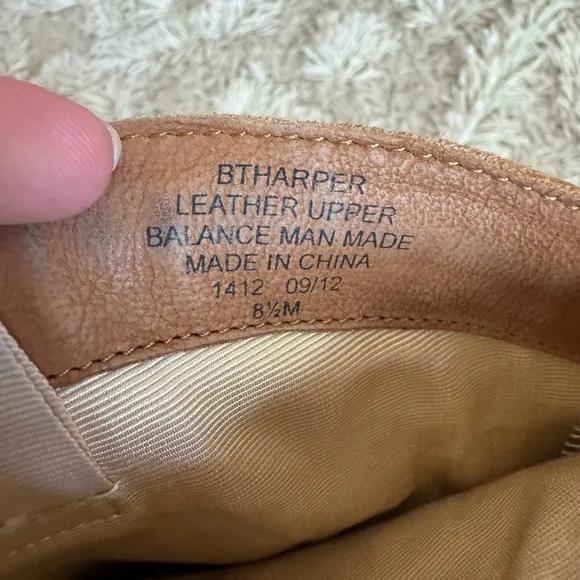 BTHARPER
LEATHER UPPER
BALANCE MAN MADE
MADE IN CHINA
1412 09/12
8½M